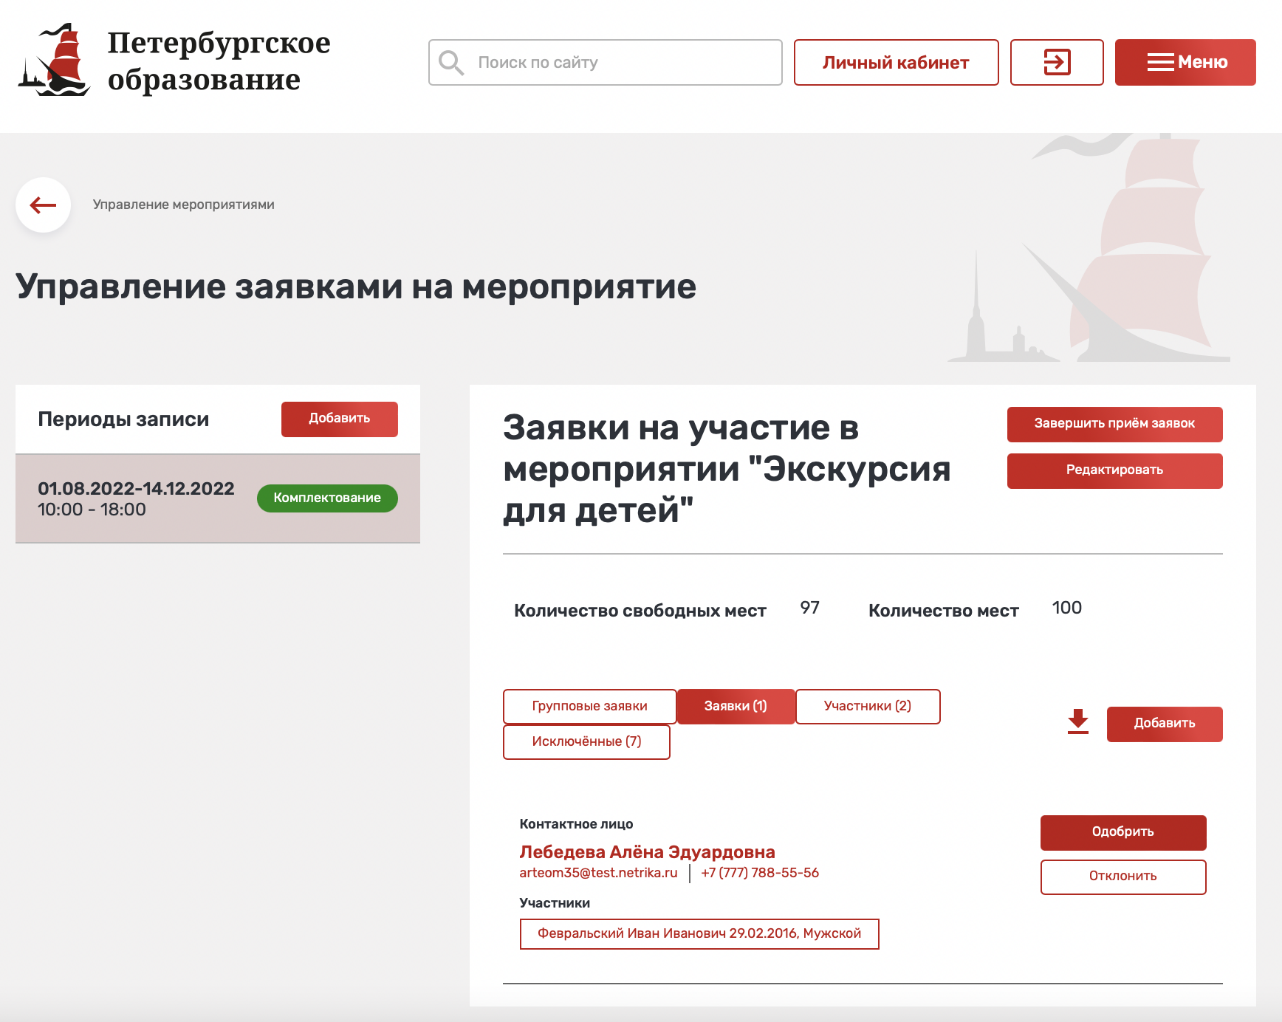 Петербургское
образование
Поиск по сайту
Личный кабинет
Меню
Управление мероприятиями
Управление заявками на мероприятие
Периоды записи
Добавить
01.08.2022-14.12.2022
10:00 - 18:00
Комплектование
Заявки на участие в
мероприятии "Экскурсия
для детей"
Завершить приём заявок
Редактировать
Количество свободных мест 97
Количество мест 100
Групповые заявки
Заявки (1)
Участники (2)
Исключённые (7)
Добавить
Контактное лицо
Лебедева Алёна Эдуардовна
arteom35@test.netrika.ru
+7 (777) 788-55-56
Участники
Февральский Иван Иванович 29.02.2016, Мужской
Одобрить
Отклонить